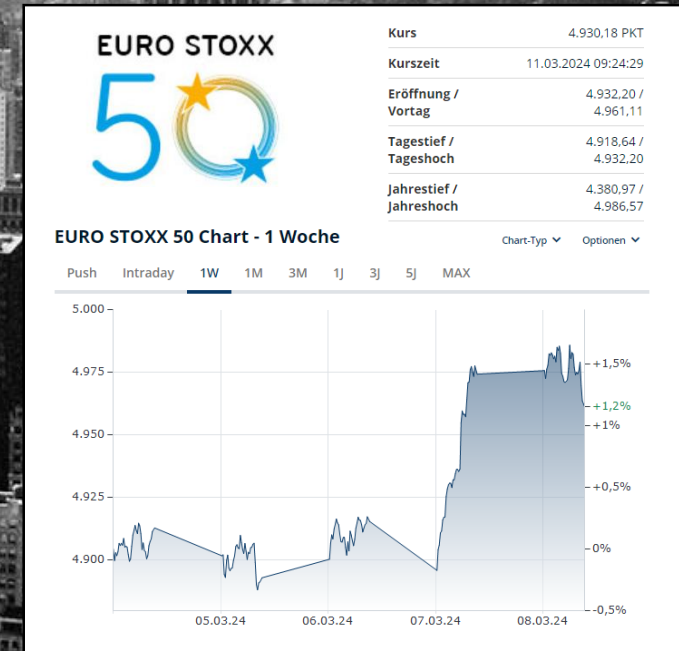 EURO STOXX
50
Kurs 4.930,18 PKT
Kurszeit 11.03.2024 09:24:29
Eröffnung / 4.932,20 /
Vortag 4.961,11
Tagestief / 4.918,64 /
Tageshoch 4.932,20
Jahrestief / 4.380,97 /
Jahreshoch 4.986,57
EURO STOXX 50 Chart - 1 Woche
Chart-Typ Optionen
Push Intraday 1W 1M 3M 1J 3J 5J MAX
5.000
4.975
4.950
4.925
4.900
+1,5%
+1,2%
+1%
+0,5%
0%
-0,5%
05.03.24 06.03.24 07.03.24 08.03.24